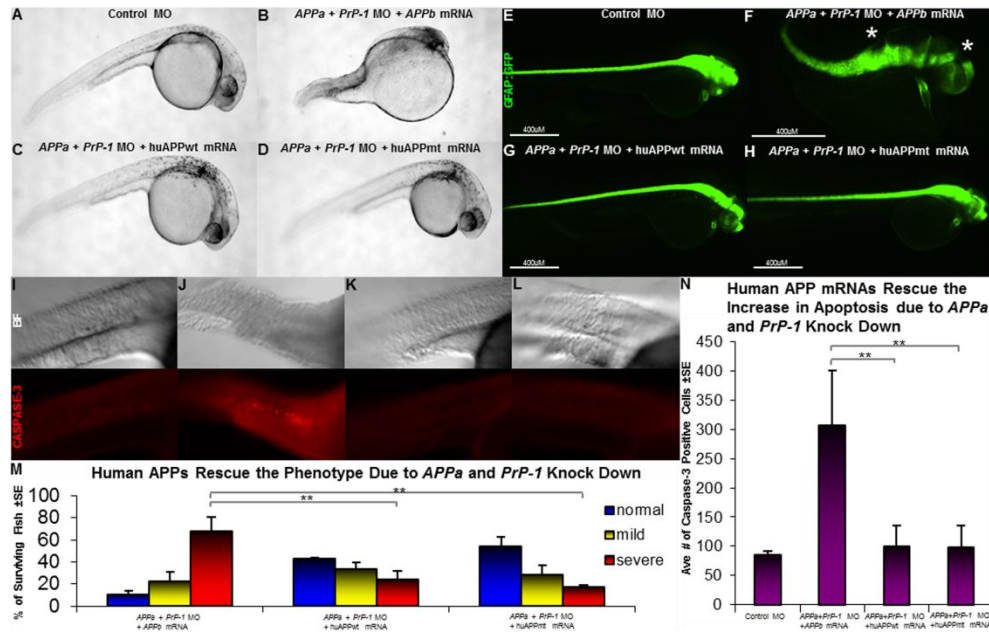 A Control MO
B APPa + PrP-1 MO + APPb mRNA
C APPa + PrP-1 MO + huAPPwt mRNA
D APPa + PrP-1 MO + huAPPmt mRNA
E Control MO
F APPa + PrP-1 MO + APPb mRNA
* *
GFAP:GFP
400uM
400uM
G APPa + PrP-1 MO + huAPPwt mRNA
H APPa + PrP-1 MO + huAPPmt mRNA
400uM
400uM
I
J
K
L
BF
CASPASE-3
M Human APPs Rescue the Phenotype Due to APPa and PrP-1 Knock Down
% of Surviving Fish ±SE
100
80
60
40
20
0
**
**
normal
mild
severe
APPa + PrP-1 MO
+ APPb mRNA
APPa + PrP-1 MO
+ huAPPwt mRNA
APPa + PrP-1 MO
+ huAPPmt mRNA
N Human APP mRNAs Rescue the
Increase in Apoptosis due to APPa
and PrP-1 Knock Down
Ave # of Caspase-3 Positive Cells ±SE
450
400
350
300
250
200
150
100
50
0
**
**
Control MO
APPa+PrP-1 MO
+APPb mRNA
APPa+PrP-1 MO
+huAPPwt mRNA
APPa+PrP-1 MO
+huAPPmt mRNA